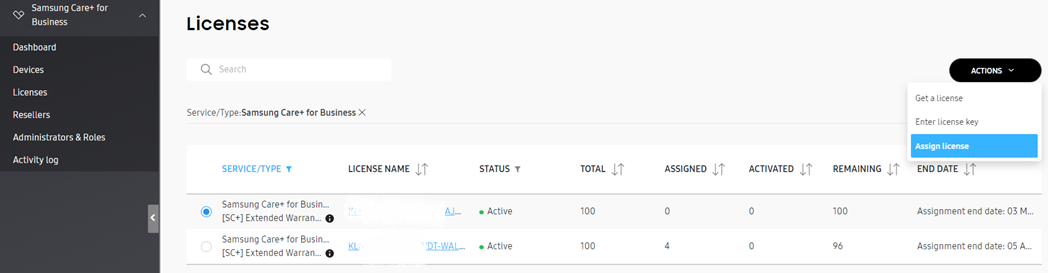 Samsung Care+ for
Business
Dashboard
Devices
Licenses
Resellers
Administrators & Roles
Activity log
Licenses
Search
ACTIONS
Get a license
Enter license key
Assign license
Service/Type:Samsung Care+ for Business
SERVICE/TYPE LICENSE NAME STATUS TOTAL ASSIGNED ACTIVATED REMAINING END DATE
Samsung Care+ for Busin...
[SC+] Extended Warran... AJ... Active 100 0 0 100 Assignment end date: 03 M...
Samsung Care+ for Busin...
[SC+] Extended Warran... KL /DT-WAL... Active 100 4 0 96 Assignment end date: 05 A...